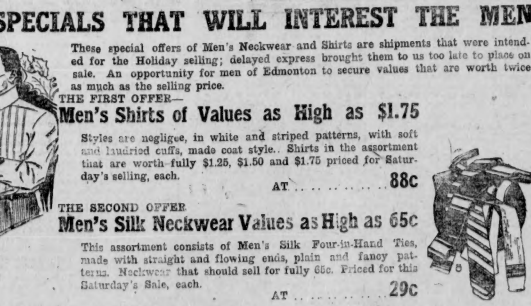 SPECIALS THAT WILL INTEREST THE MEN
These special offers of Men's Neckwear and Shirts are shipments that were intend-
ed for the Holiday selling; delayed express brought them to us too late to place on
sale. An opportunity for men of Edmonton to secure values that are worth twice
as much as the selling price.
THE FIRST OFFER—
Men's Shirts of Values as High as $1.75
Styles are negligee, in white and striped patterns, with soft
and laundried cuffs, made coat style. Shirts in the assortment
that are worth fully $1.25, $1.50 and $1.75 priced for Satur-
day's selling, each.
AT ............ 88c
THE SECOND OFFER
Men's Silk Neckwear Values as High as 65c
This assortment consists of Men's Silk Four-in-Hand Ties,
made with straight and flowing ends, plain and fancy pat-
terns. Neckwear that should sell for fully 65c. Priced for this
Saturday's Sale, each.
AT ............ 29c